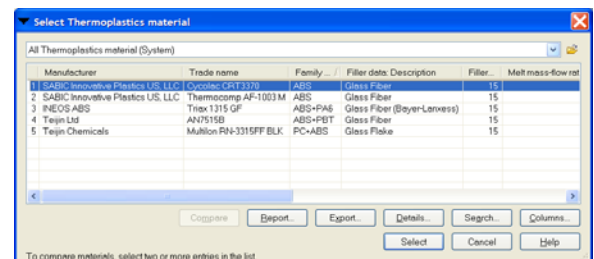 Select Thermoplastics material
All Thermoplastics material (System)
Manufacturer Trade name Family ... / Filler data: Description Filler... Melt mass-flow rat
1 SABIC Innovative Plastics US, LLC Cycolac CRT3370 ABS Glass Fiber 15
2 SABIC Innovative Plastics US, LLC Thermocomp AF-1003 M ABS Glass Fiber 15
3 INEOS ABS Triax 1315 GF ABS+PA6 Glass Fiber (Bayer-Lanxess) 15
4 Teijin Ltd AN7515B ABS+PBT Glass Fiber 15
5 Teijin Chemicals Multilon RN-3315FF BLK PC+ABS Glass Flake 15
Compare Report... Export... Details... Search... Columns...
Select Cancel Help
To compare materials, select two or more entries in the list